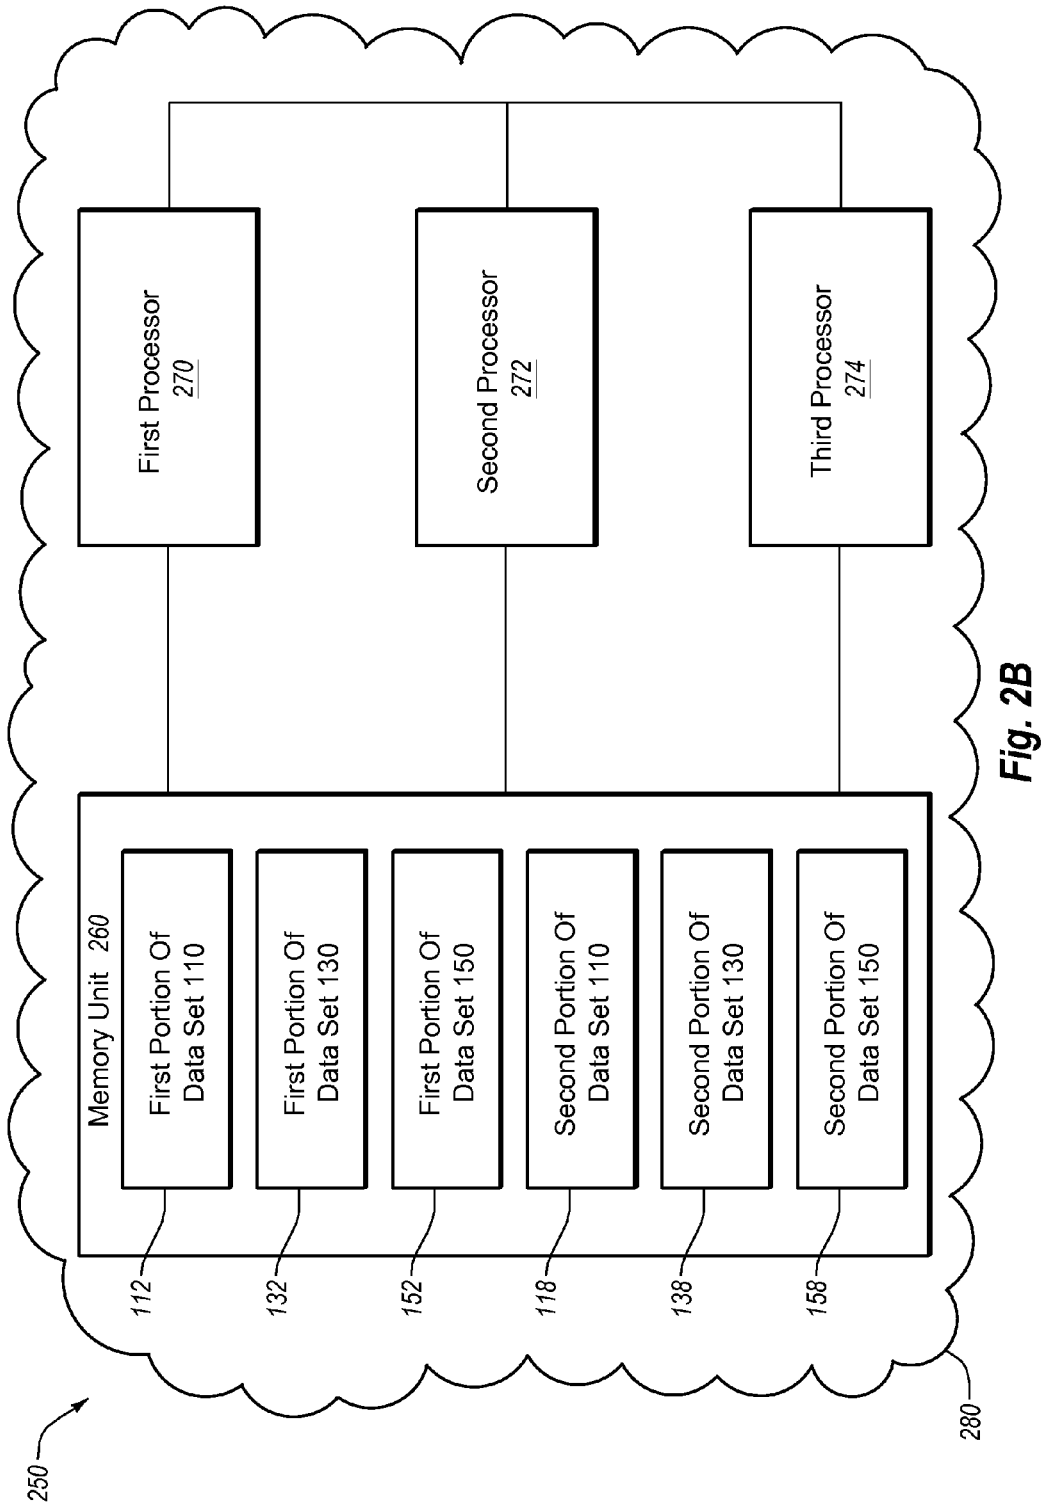 250
Memory Unit 260
112
First Portion Of
Data Set 110
132
First Portion Of
Data Set 130
152
First Portion Of
Data Set 150
118
Second Portion Of
Data Set 110
138
Second Portion Of
Data Set 130
158
Second Portion Of
Data Set 150
First Processor
270
Second Processor
272
Third Processor
274
280
Fig. 2B